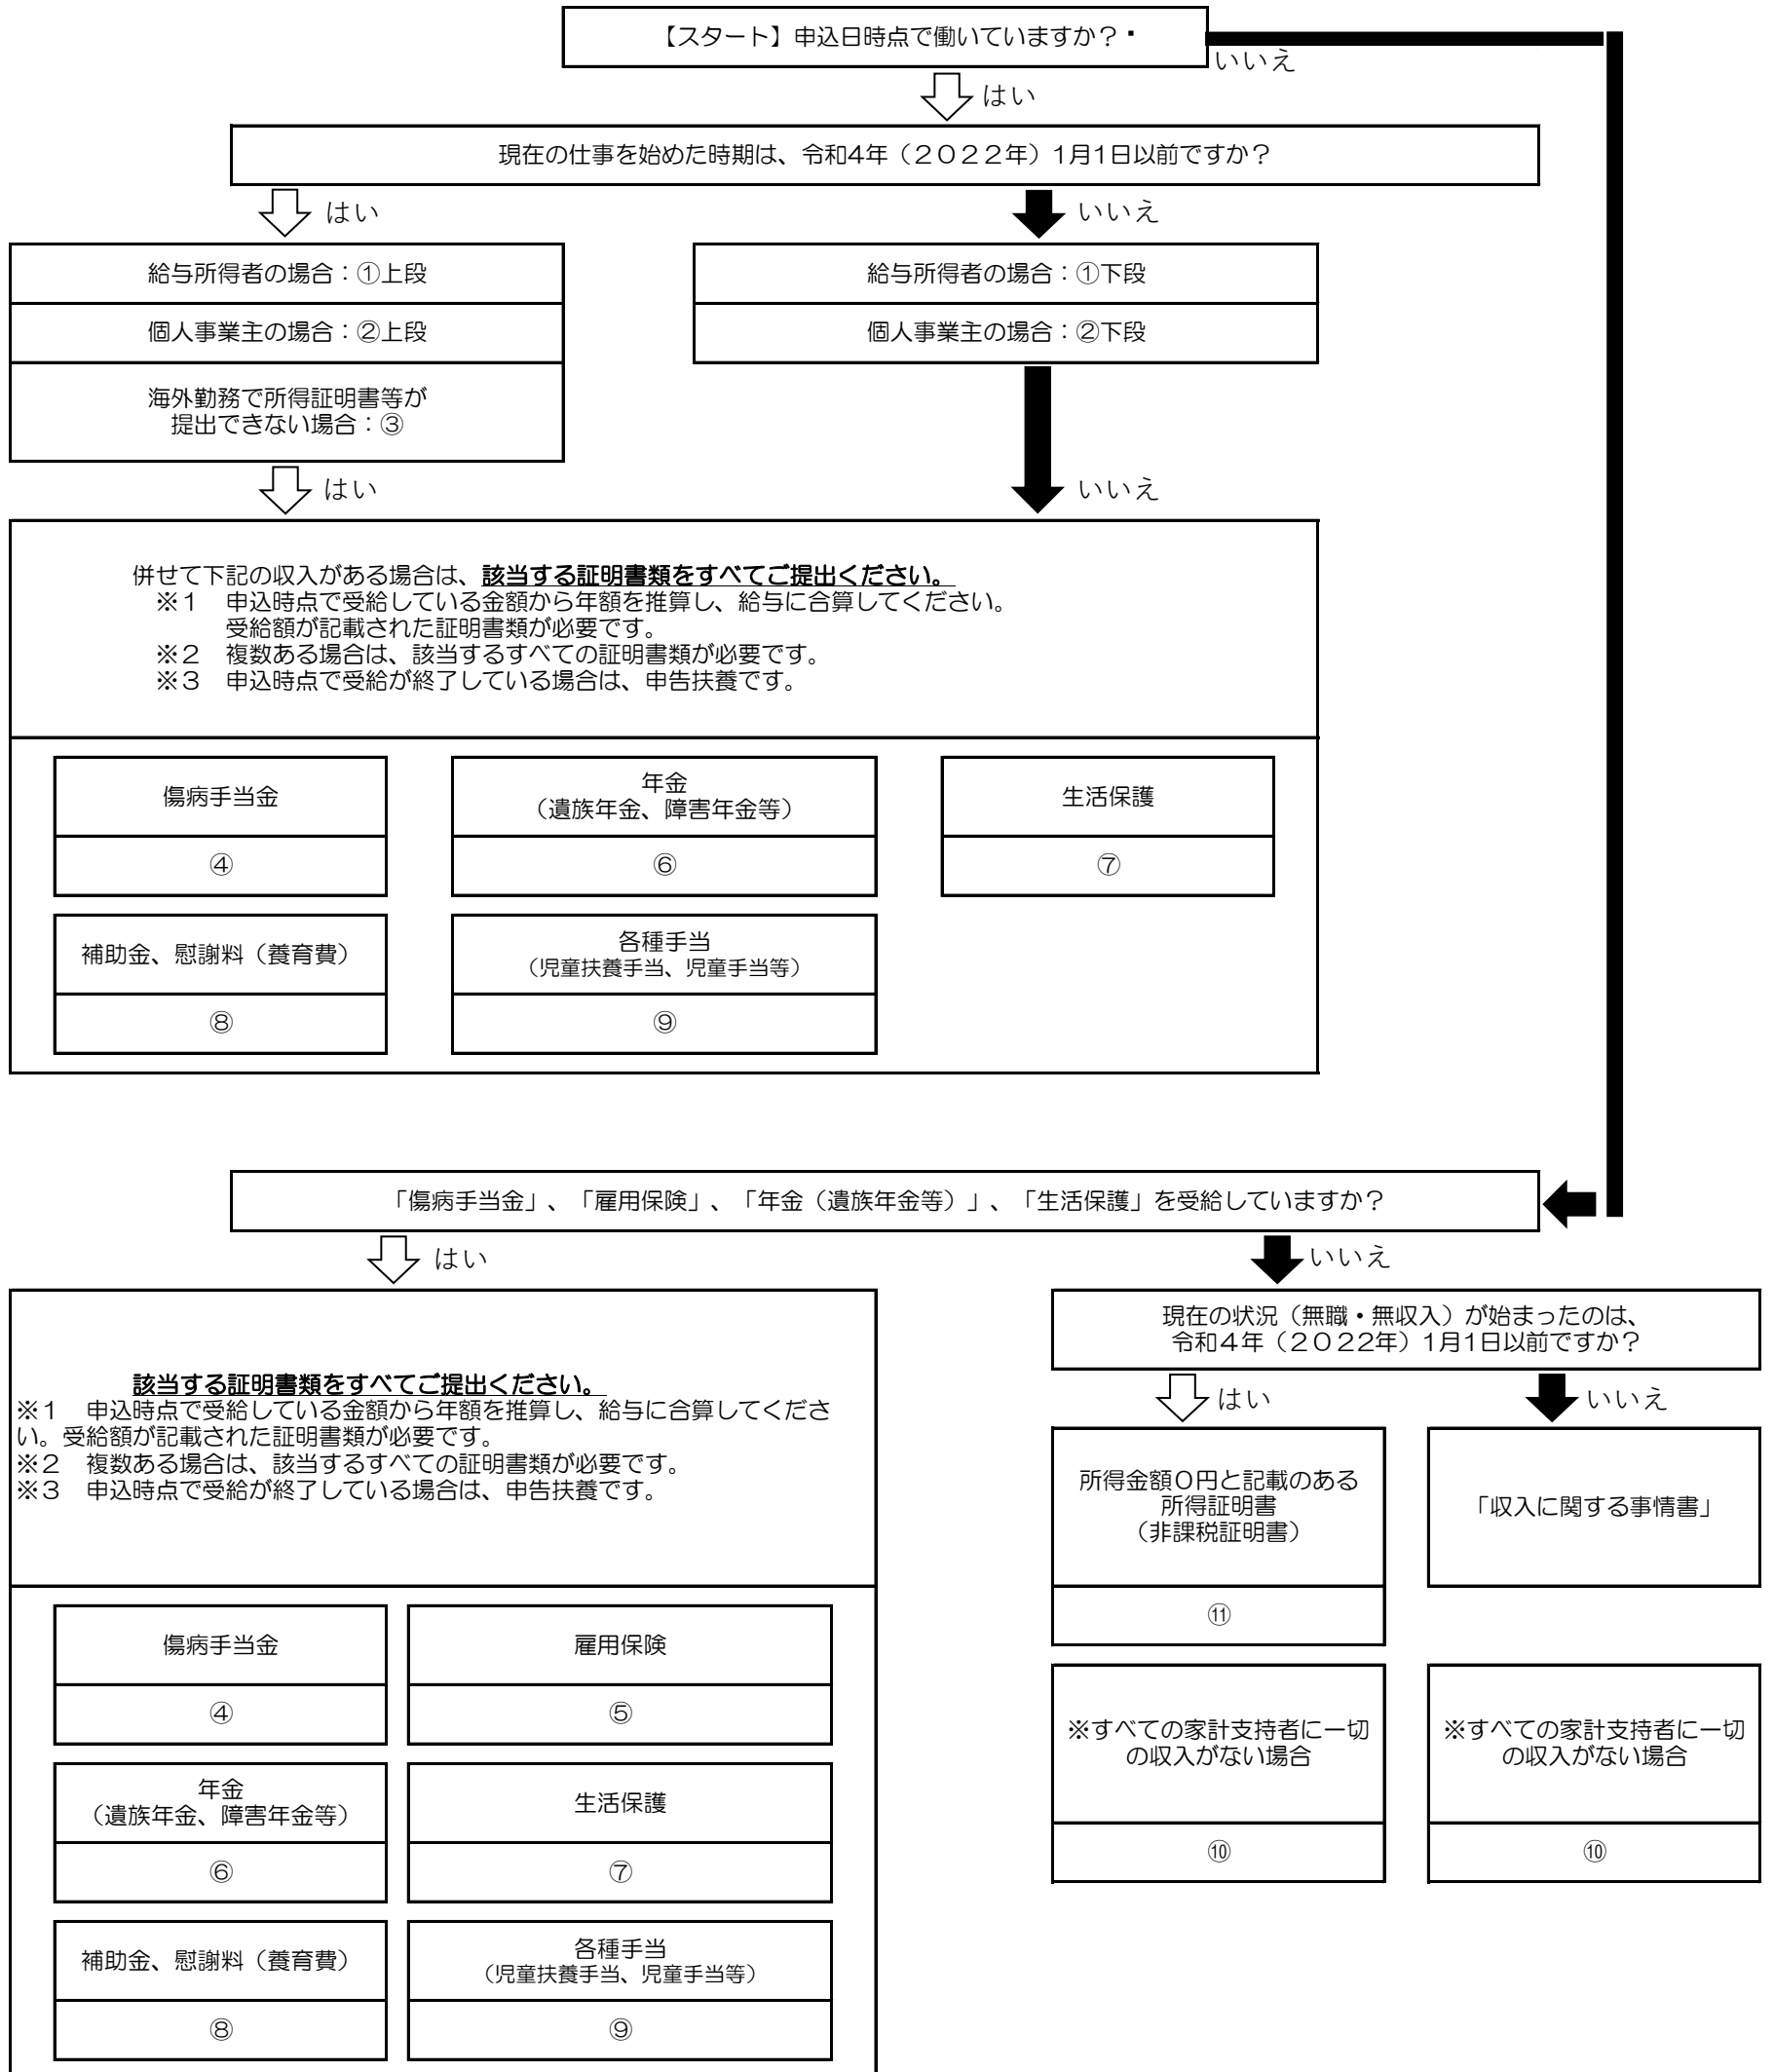 【スタート】申込日時点で働いていますか?
いいえ
はい
現在の仕事を始めた時期は、令和4年（２０２２年）1月1日以前ですか？
はい
いいえ
給与所得者の場合：①上段
個人事業主の場合：②上段
海外勤務で所得証明書等が
提出できない場合：③
給与所得者の場合：①下段
個人事業主の場合：②下段
はい
いいえ
併せて下記の収入がある場合は、該当する証明書類をすべてご提出ください。
※１　申込時点で受給している金額から年額を推算し、給与に合算してください。
受給額が記載された証明書類が必要です。
※２　複数ある場合は、該当するすべての証明書類が必要です。
※３　申込時点で受給が終了している場合は、申告扶養です。
傷病手当金
④
年金
（遺族年金、障害年金等）
⑥
生活保護
⑦
補助金、慰謝料（養育費）
⑧
各種手当
（児童扶養手当、児童手当等）
⑨
「傷病手当金」、「雇用保険」、「年金（遺族年金等）」、「生活保護」を受給していますか？
はい
いいえ
該当する証明書類をすべてご提出ください。
※１　申込時点で受給している金額から年額を推算し、給与に合算してくださ
い。受給額が記載された証明書類が必要です。
※２　複数ある場合は、該当するすべての証明書類が必要です。
※３　申込時点で受給が終了している場合は、申告扶養です。
傷病手当金
④
雇用保険
⑤
年金
（遺族年金、障害年金等）
⑥
生活保護
⑦
補助金、慰謝料（養育費）
⑧
各種手当
（児童扶養手当、児童手当等）
⑨
現在の状況（無職・無収入）が始まったのは、
令和４年（２０２２年）1月1日以前ですか？
はい
いいえ
所得金額０円と記載のある
所得証明書
（非課税証明書）
⑪
「収入に関する事情書」
※すべての家計支持者に一切
の収入がない場合
⑩
※すべての家計支持者に一切
の収入がない場合
⑩